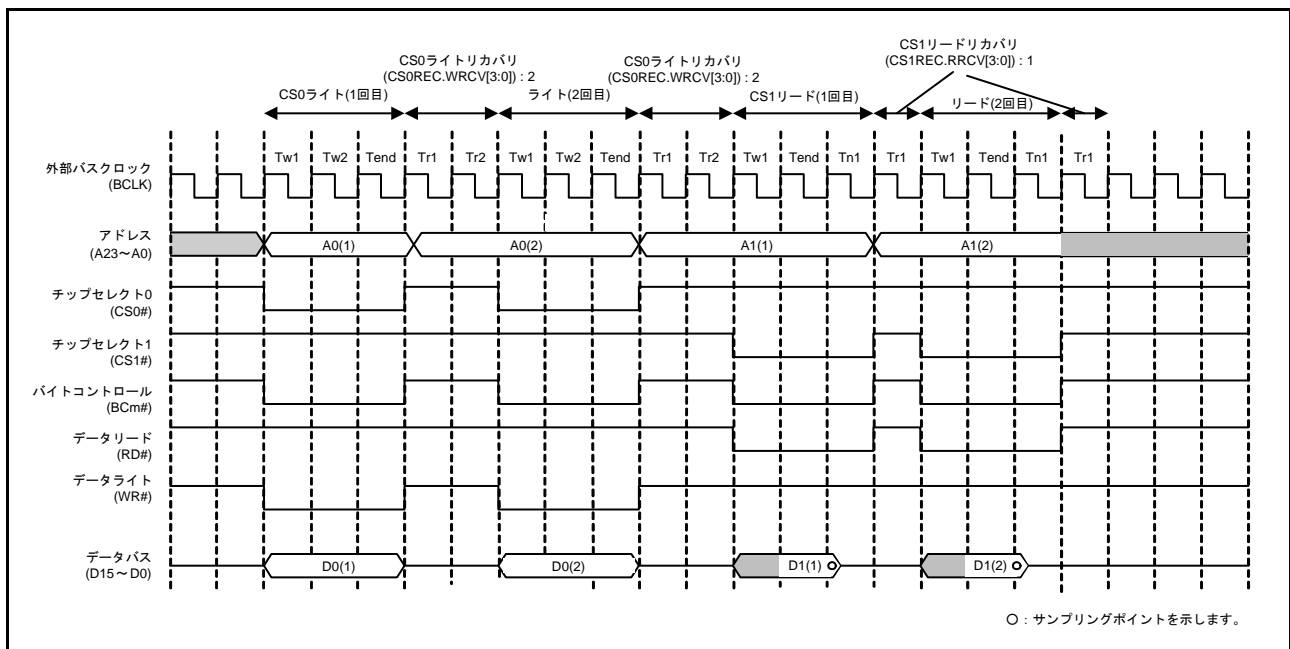 CS0ライトリカバリ
(CS0REC.WRCV[3:0]) : 2
CS0ライトリカバリ
(CS0REC.WRCV[3:0]) : 2
CS1リードリカバリ
(CS1REC.RRCV[3:0]) : 1
CS0ライト(1回目)
ライト(2回目)
CS1リード(1回目)
リード(2回目)
Tw1 Tw2 Tend Tr1 Tr2 Tw1 Tw2 Tend Tr1 Tr2 Tw1 Tend Tn1 Tr1 Tw1 Tend Tn1 Tr1
外部バスクロック
(BCLK)
アドレス
(A23～A0)
A0(1) A0(2) A1(1) A1(2)
チップセレクト0
(CS0#)
チップセレクト1
(CS1#)
バイトコントロール
(BCm#)
データリード
(RD#)
データライト
(WR#)
データバス
(D15～D0)
D0(1) D0(2) D1(1) D1(2)
○：サンプリングポイントを示します。